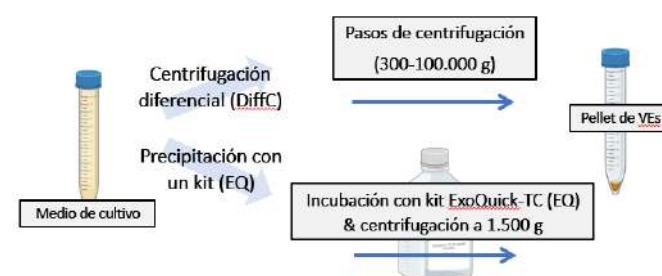 Pasos de centrifugación
(300-100.000 g)
Centrifugación
diferencial (DiffC)
Pellet de VEs
Precipitación con
un kit (EQ)
Medio de cultivo
Incubación con kit ExoQuick-TC (EQ)
& centrifugación a 1.500 g